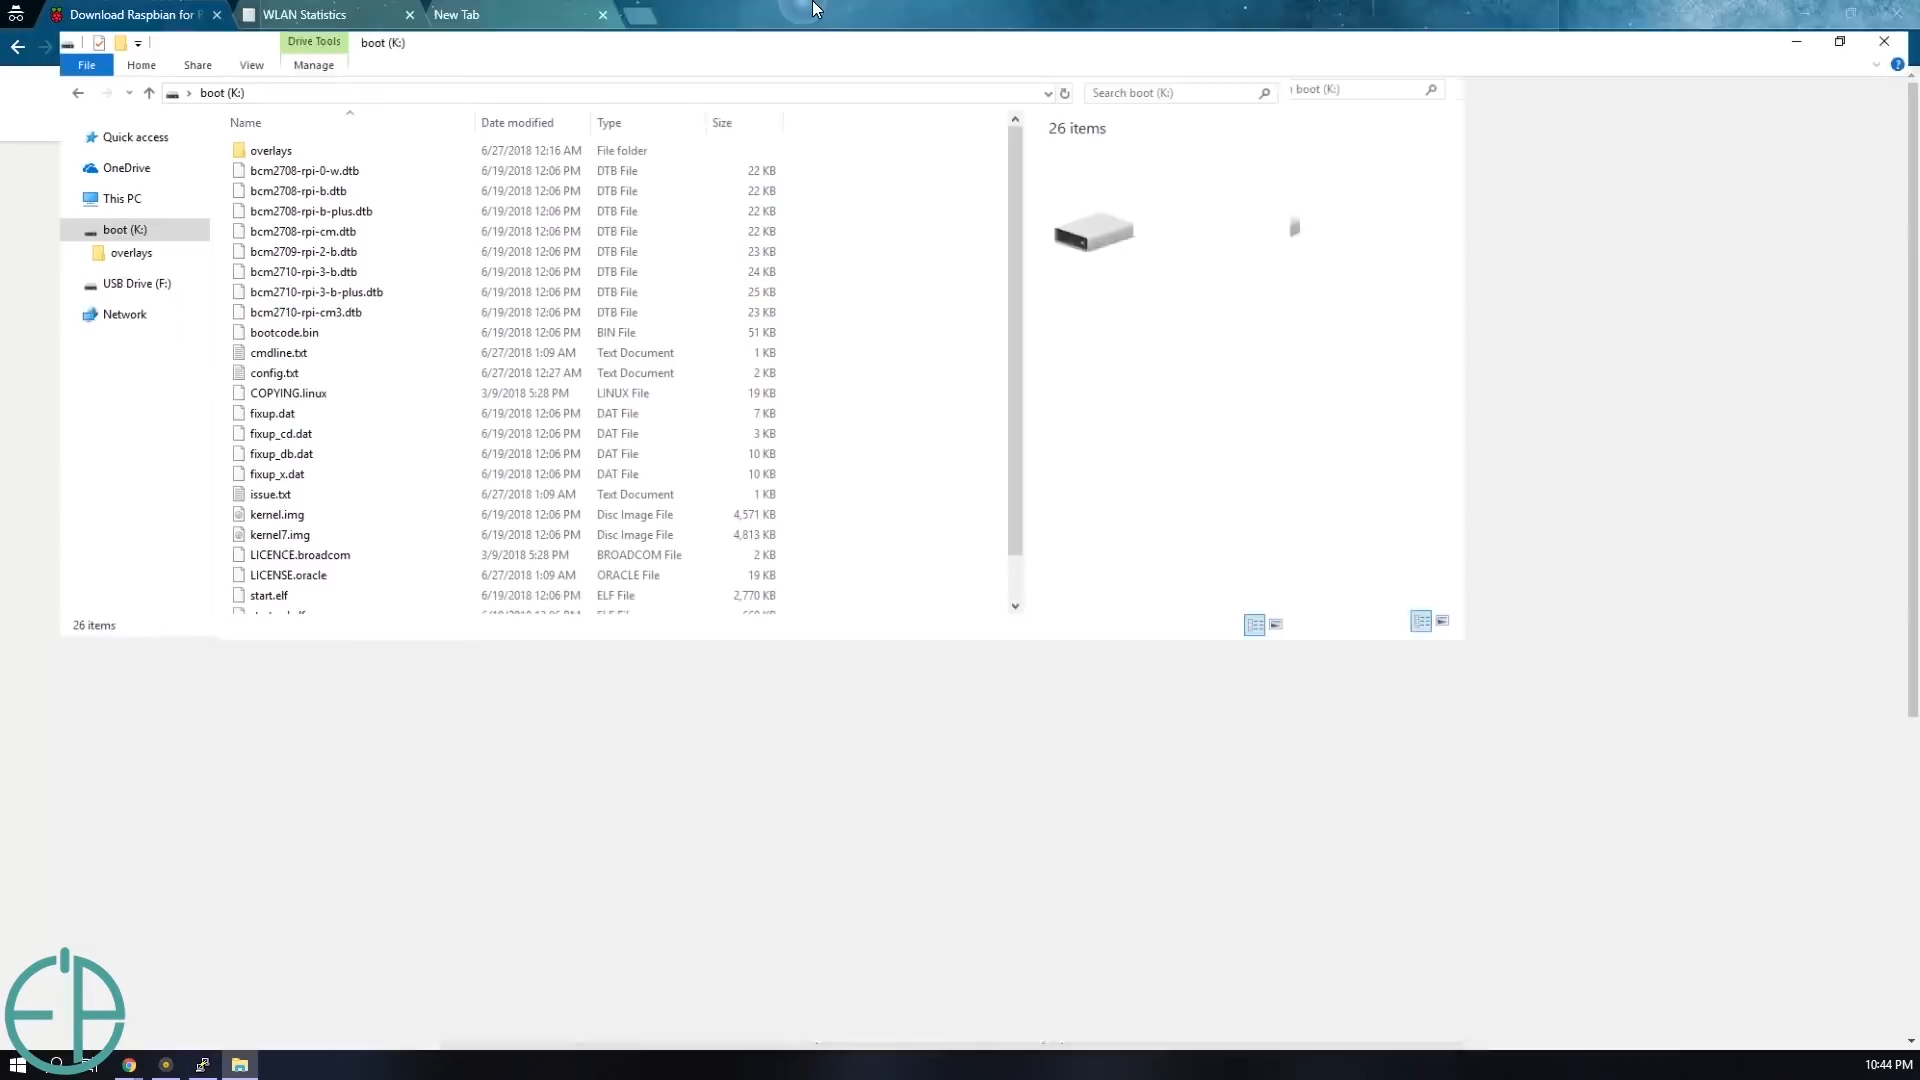 Download Raspbian for
WLAN Statistics
New Tab
Drive Tools
boot (K:)
File
Home
Share
View
Manage
boot (K:)
Search boot (K:)
boot (K:)
Name
Date modified
Type
Size
26 items
Quick access
OneDrive
This PC
boot (K:)
overlays
USB Drive (F:)
Network
overlays 6/27/2018 12:16 AM File folder
bcm2708-rpi-0-w.dtb 6/19/2018 12:06 PM DTB File 22 KB
bcm2708-rpi-b.dtb 6/19/2018 12:06 PM DTB File 22 KB
bcm2708-rpi-b-plus.dtb 6/19/2018 12:06 PM DTB File 22 KB
bcm2708-rpi-cm.dtb 6/19/2018 12:06 PM DTB File 22 KB
bcm2709-rpi-2-b.dtb 6/19/2018 12:06 PM DTB File 23 KB
bcm2710-rpi-3-b.dtb 6/19/2018 12:06 PM DTB File 24 KB
bcm2710-rpi-3-b-plus.dtb 6/19/2018 12:06 PM DTB File 25 KB
bcm2710-rpi-cm3.dtb 6/19/2018 12:06 PM DTB File 23 KB
bootcode.bin 6/19/2018 12:06 PM BIN File 51 KB
cmdline.txt 6/27/2018 1:09 AM Text Document 1 KB
config.txt 6/27/2018 12:27 AM Text Document 2 KB
COPYING.linux 3/9/2018 5:28 PM LINUX File 19 KB
fixup.dat 6/19/2018 12:06 PM DAT File 7 KB
fixup_cd.dat 6/19/2018 12:06 PM DAT File 3 KB
fixup_db.dat 6/19/2018 12:06 PM DAT File 10 KB
fixup_x.dat 6/19/2018 12:06 PM DAT File 10 KB
issue.txt 6/27/2018 1:09 AM Text Document 1 KB
kernel.img 6/19/2018 12:06 PM Disc Image File 4,571 KB
kernel7.img 6/19/2018 12:06 PM Disc Image File 4,813 KB
LICENCE.broadcom 3/9/2018 5:28 PM BROADCOM File 2 KB
LICENSE.oracle 6/27/2018 1:09 AM ORACLE File 19 KB
start.elf 6/19/2018 12:06 PM ELF File 2,770 KB
26 items
10:44 PM